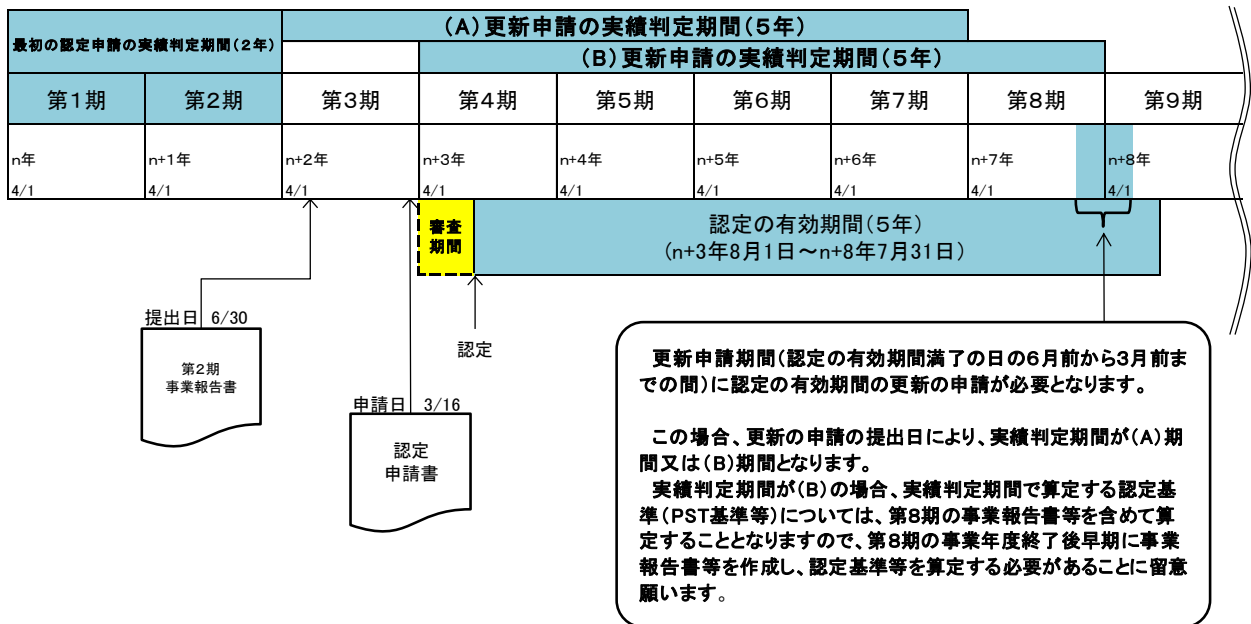 最初の認定申請の実績判定期間(2年)
(A)更新申請の実績判定期間(5年)
(B)更新申請の実績判定期間(5年)
第1期 第2期 第3期 第4期 第5期 第6期 第7期 第8期 第9期
n年 n+1年 n+2年 n+3年 n+4年 n+5年 n+6年 n+7年 n+8年
4/1 4/1 4/1 4/1 4/1 4/1 4/1 4/1 4/1
審査
期間
認定の有効期間(5年)
(n+3年8月1日～n+8年7月31日)
提出日 6/30
第2期
事業報告書
認定
申請日 3/16
認定
申請書
更新申請期間(認定の有効期間満了の日の6月前から3月前ま
での間)に認定の有効期間の更新の申請が必要となります。
この場合、更新の申請の提出日により、実績判定期間が(A)期
間又は(B)期間となります。
実績判定期間が(B)の場合、実績判定期間で算定する認定基
準(PST基準等)については、第8期の事業報告書等を含めて算
定することとなりますので、第8期の事業年度終了後早期に事業
報告書等を作成し、認定基準等を算定する必要があることに留意
願います。